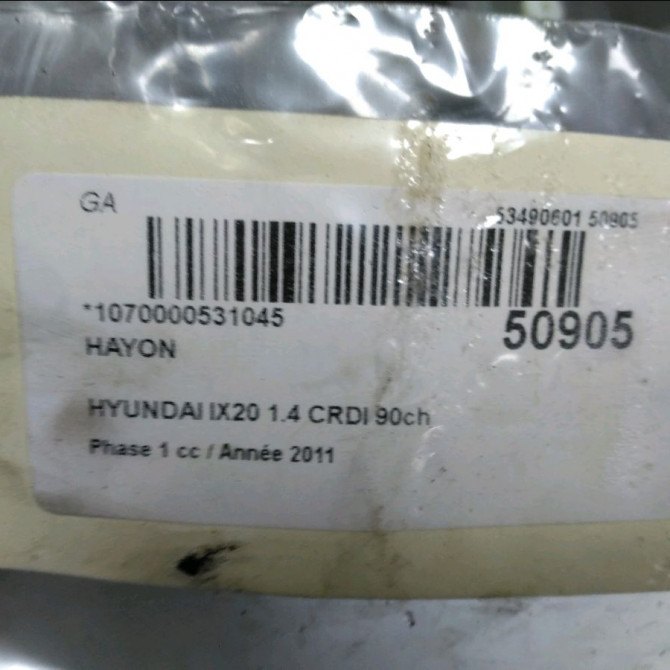 GA
53490601 50905
*1070000531045
50905
HAYON
HYUNDAI IX20 1.4 CRDI 90ch
Phase 1 cc / Année 2011